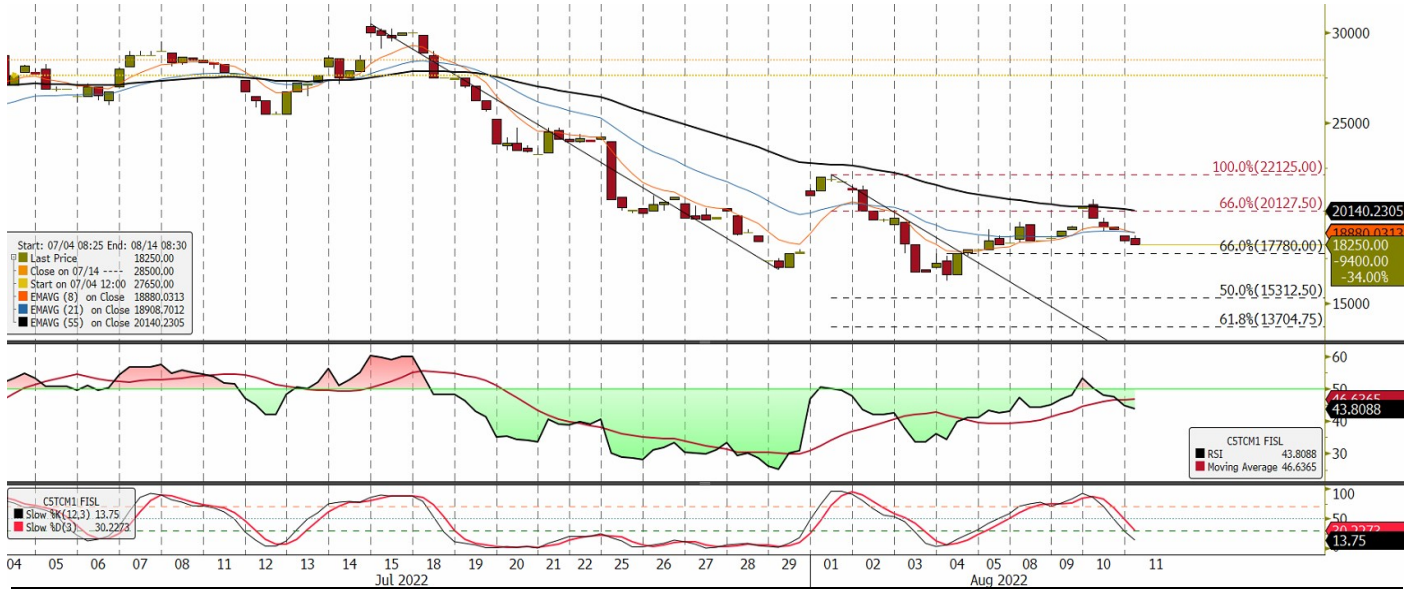 30000
25000
100.0%(22125.00)
66.0%(20127.50)
20140.2305
18880.0313
18250.00
66.0%(17780.00)
-9400.00
-34.00%
50.0%(15312.50)
15000
61.8%(13704.75)
Start: 07/04 08:25 End: 08/14 08:30
Last Price 18250.00
Close on 07/14 ---- 28500.00
Start on 07/04 12:00 27650.00
EMAVG (8) on Close 18880.0313
EMAVG (21) on Close 18908.7012
EMAVG (55) on Close 20140.2305
60
50
46.6365
43.8088
40
30
CSTCM1 FISL
RSI 43.8088
Moving Average 46.6365
CSTCM1 FISL
Slow %K(12,3) 13.75
Slow %D(3) 30.2273
100
50
30.2273
13.75
0
04 05 06 07 08 11 12 13 14 15 18 19 20 21 22 25 26 27 28 29 01 02 03 04 05 08 09 10 11
Jul 2022 Aug 2022